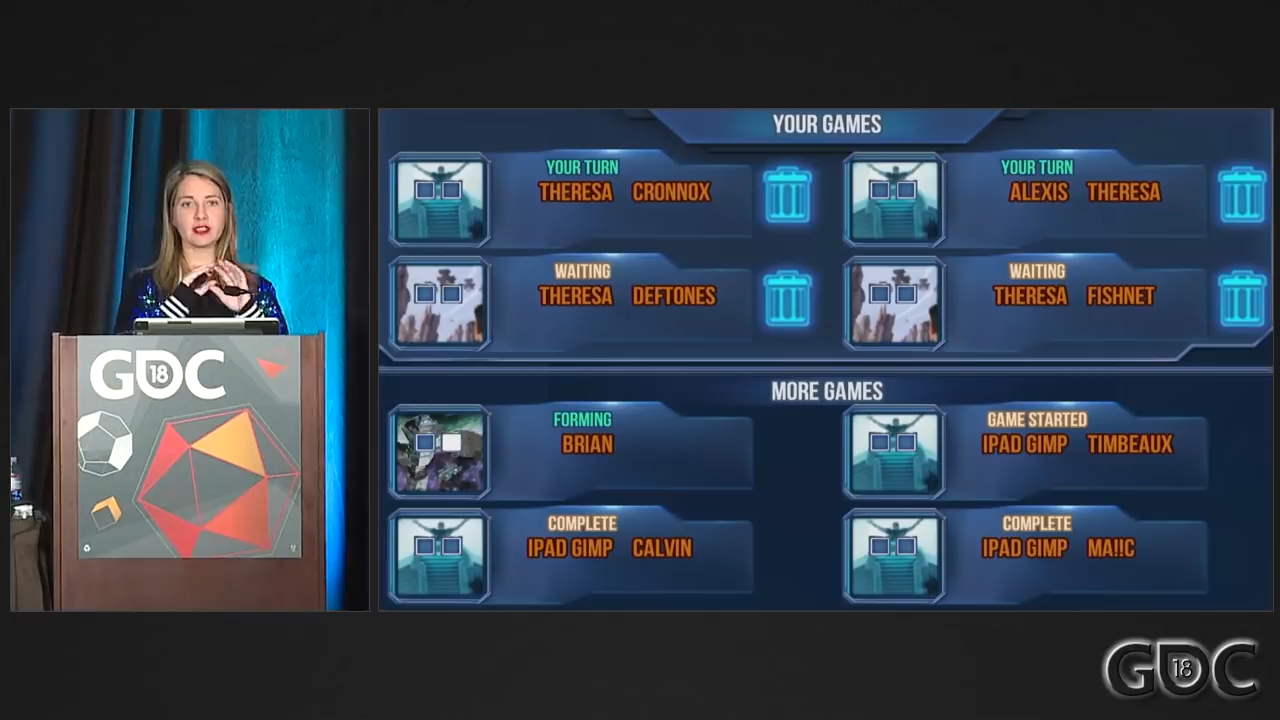 GDC
18
YOUR GAMES
YOUR TURN
THERESA CRONNOX
YOUR TURN
ALEXIS THERESA
WAITING
THERESA DEFTONES
WAITING
THERESA FISHNET
MORE GAMES
FORMING
BRIAN
GAME STARTED
IPAD GIMP TIMBEAUX
COMPLETE
IPAD GIMP CALVIN
COMPLETE
IPAD GIMP MA!!C
GDC
18